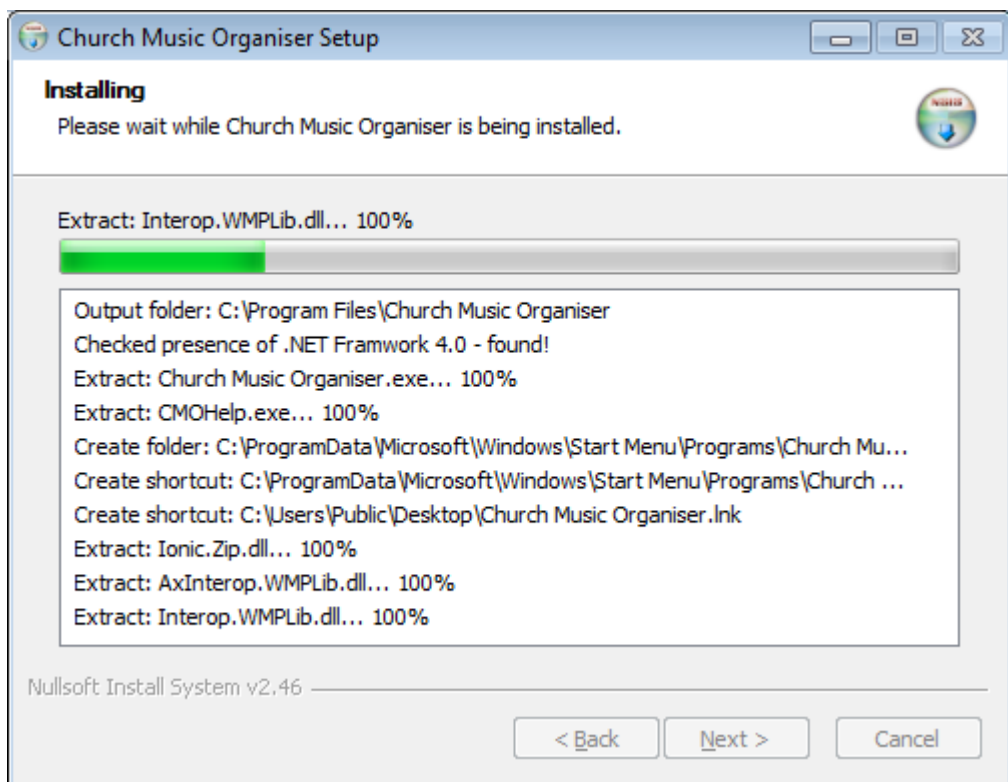 Church Music Organiser Setup
Installing
Please wait while Church Music Organiser is being installed.
NSIS
Extract: Interop.WMPLib.dll... 100%
Output folder: C:\Program Files\Church Music Organiser
Checked presence of .NET Framwork 4.0 - found!
Extract: Church Music Organiser.exe... 100%
Extract: CMOHelp.exe... 100%
Create folder: C:\ProgramData\Microsoft\Windows\Start Menu\Programs\Church Mu...
Create shortcut: C:\ProgramData\Microsoft\Windows\Start Menu\Programs\Church ...
Create shortcut: C:\Users\Public\Desktop\Church Music Organiser.lnk
Extract: Ionic.Zip.dll... 100%
Extract: AxInterop.WMPLib.dll... 100%
Extract: Interop.WMPLib.dll... 100%
Nullsoft Install System v2.46
< Back Next > Cancel